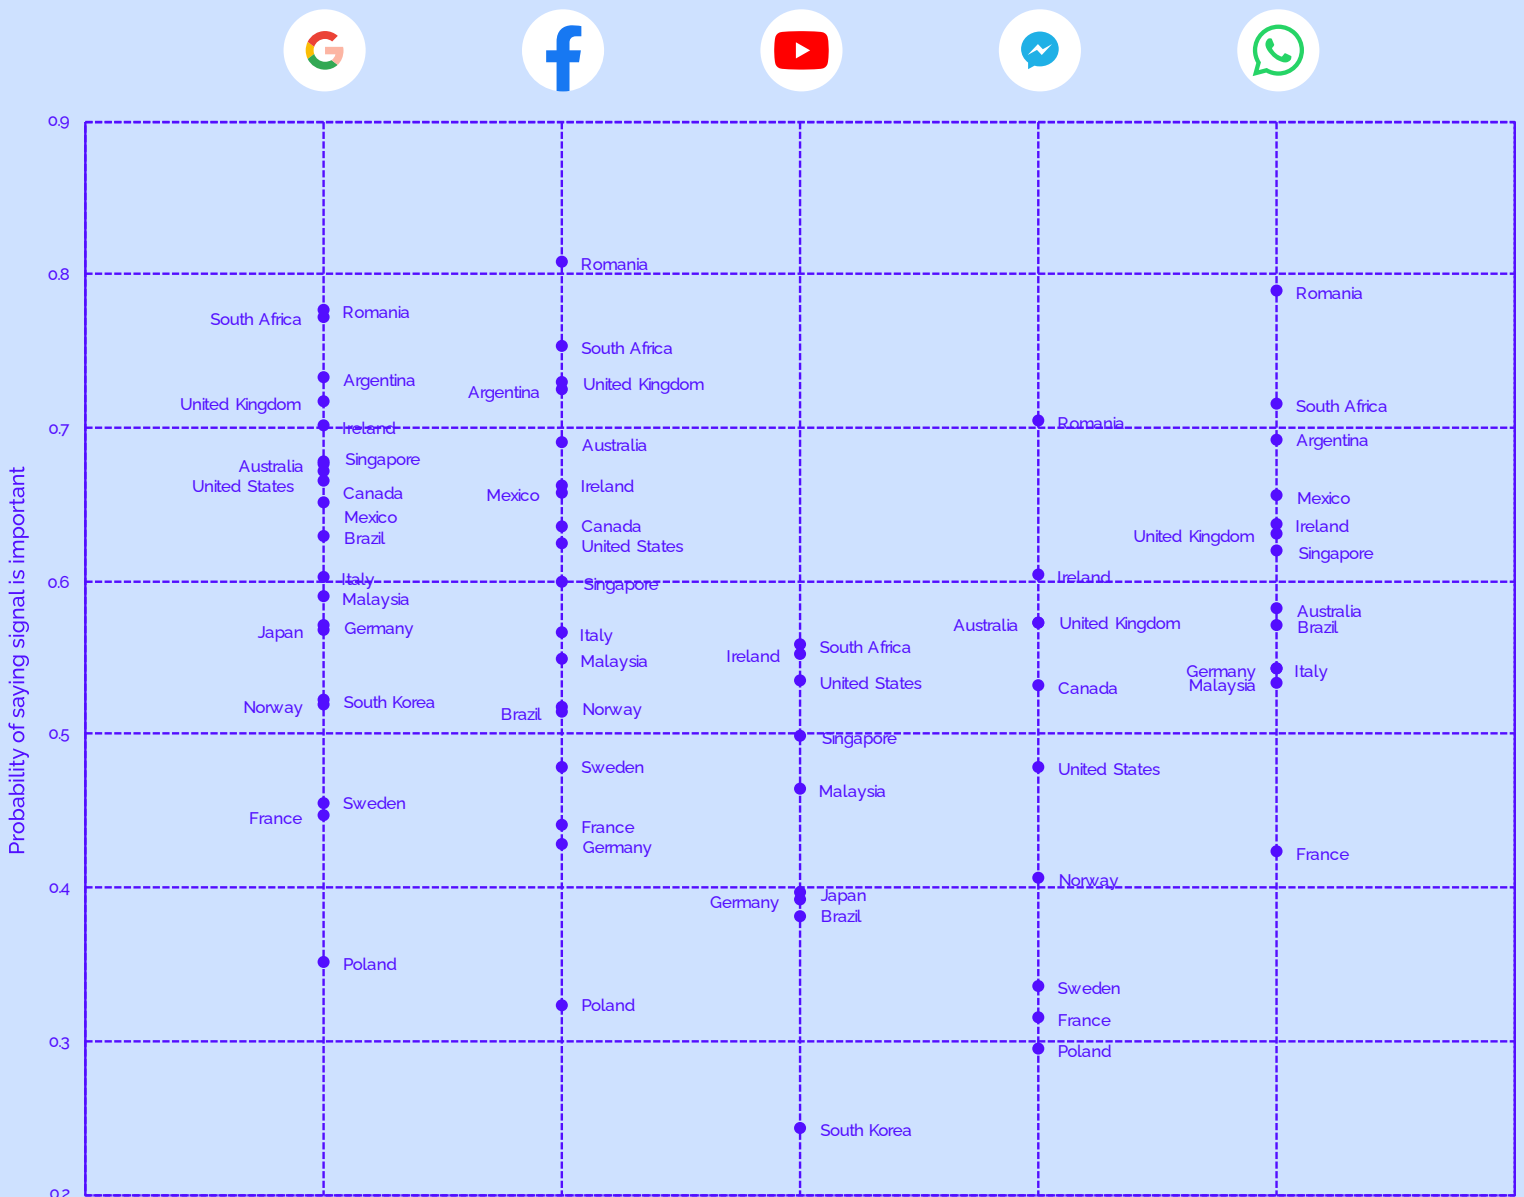 0.9
0.8
0.7
0.6
0.5
0.4
0.3
0.2
Probability of saying signal is important
Romania
South Africa
Argentina
United Kingdom
Ireland
Singapore
Australia
United States
Canada
Mexico
Brazil
Italy
Malaysia
Germany
Japan
South Korea
Norway
Sweden
France
Poland
Romania
South Africa
United Kingdom
Argentina
Australia
Ireland
Mexico
Canada
United States
Singapore
Italy
Malaysia
Norway
Brazil
Sweden
France
Germany
Poland
South Africa
Ireland
United States
Singapore
Malaysia
Japan
Germany
Brazil
South Korea
Romania
Ireland
United Kingdom
Australia
Canada
United States
Norway
Sweden
France
Poland
Romania
South Africa
Argentina
Mexico
Ireland
United Kingdom
Singapore
Australia
Brazil
Germany
Italy
Malaysia
France